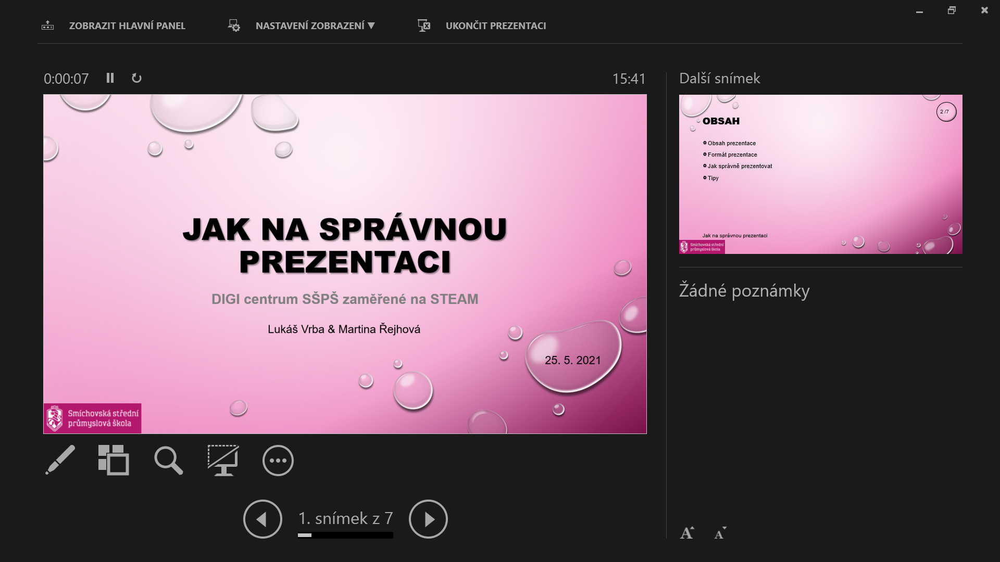 ZOBRAZIT HLAVNÍ PANEL
NASTAVENÍ ZOBRAZENÍ ▼
UKONČIT PREZENTACI
0:00:07
15:41
JAK NA SPRÁVNOU
PREZENTACI
DIGI centrum SŠPŠ zaměřené na STEAM
Lukáš Vrba & Martina Řejhová
25. 5. 2021
Smíchovská střední
průmyslová škola
1. snímek z 7
Další snímek
2 /7
OBSAH
Obsah prezentace
Formát prezentace
Jak správně prezentovat
Tipy
Jak na správnou prezentaci
Smíchovská střední
průmyslová škola
Žádné poznámky
A A